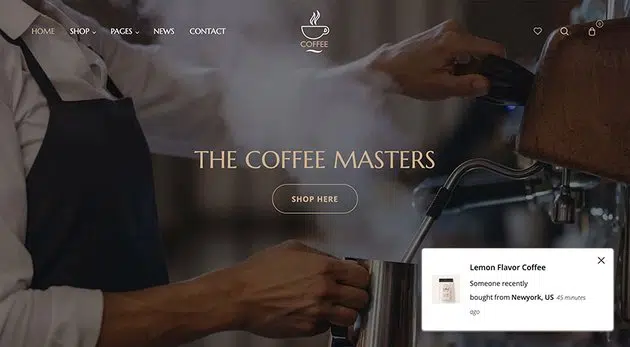 HOME SHOP PAGES NEWS CONTACT
COFFEE
0
THE COFFEE MASTERS
SHOP HERE
Lemon Flavor Coffee
Someone recently
bought from Newyork, US 45 minutes
ago